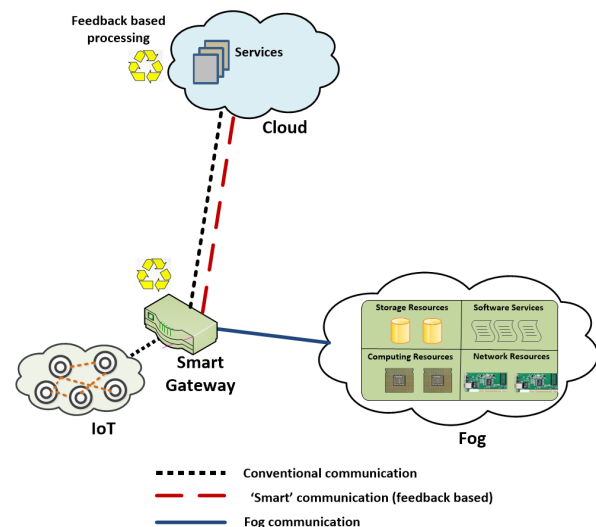 Feedback based
processing
Services
Cloud
Smart
Gateway
IoT
Storage Resources
Software Services
Computing Resources
Network Resources
Fog
Conventional communication
'Smart' communication (feedback based)
Fog communication